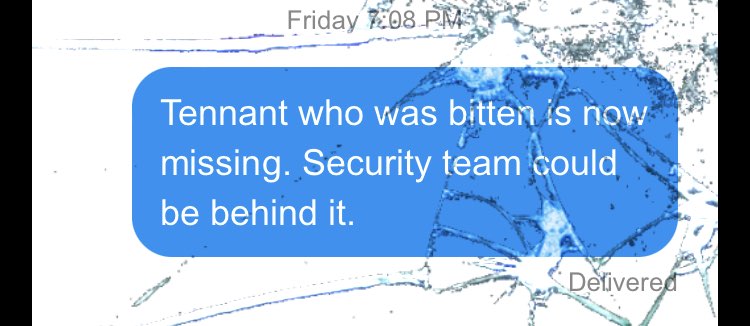 Friday 7:08 PM
Tennant who was bitten is now
missing. Security team could
be behind it.
Delivered